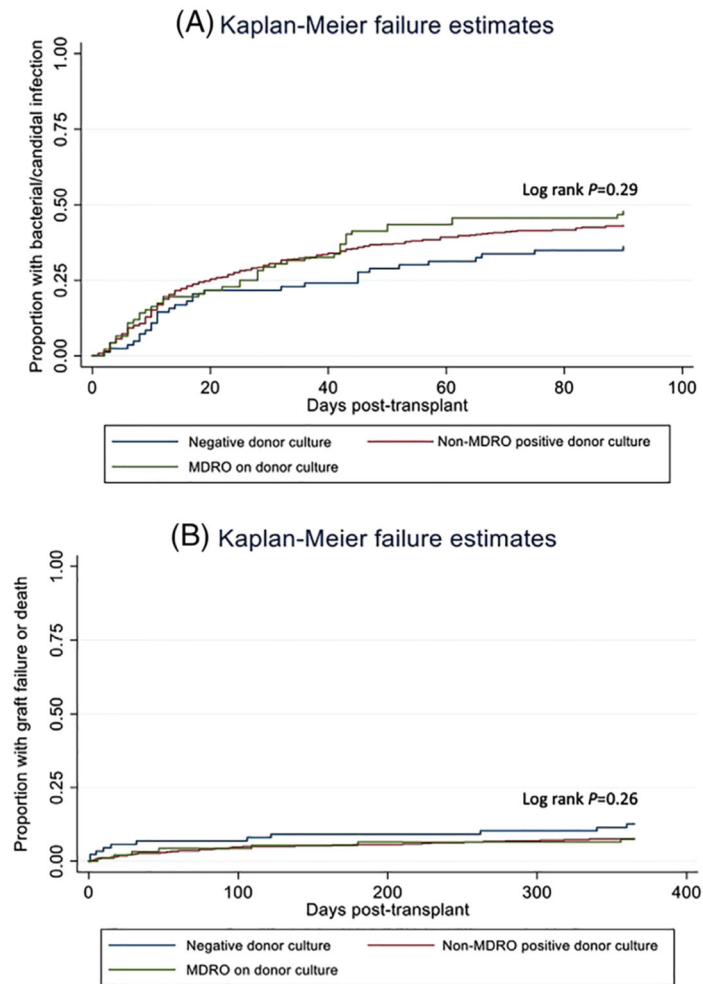 (A) Kaplan-Meier failure estimates
Proportion with bacterial/candidal infection
1.00
0.75
0.50
0.25
0.00
Log rank P=0.29
0 20 40 60 80 100
Days post-transplant
Negative donor culture Non-MDRO positive donor culture
MDRO on donor culture
(B) Kaplan-Meier failure estimates
Proportion with graft failure or death
1.00
0.75
0.50
0.25
0.00
Log rank P=0.26
0 100 200 300 400
Days post-transplant
Negative donor culture Non-MDRO positive donor culture
MDRO on donor culture